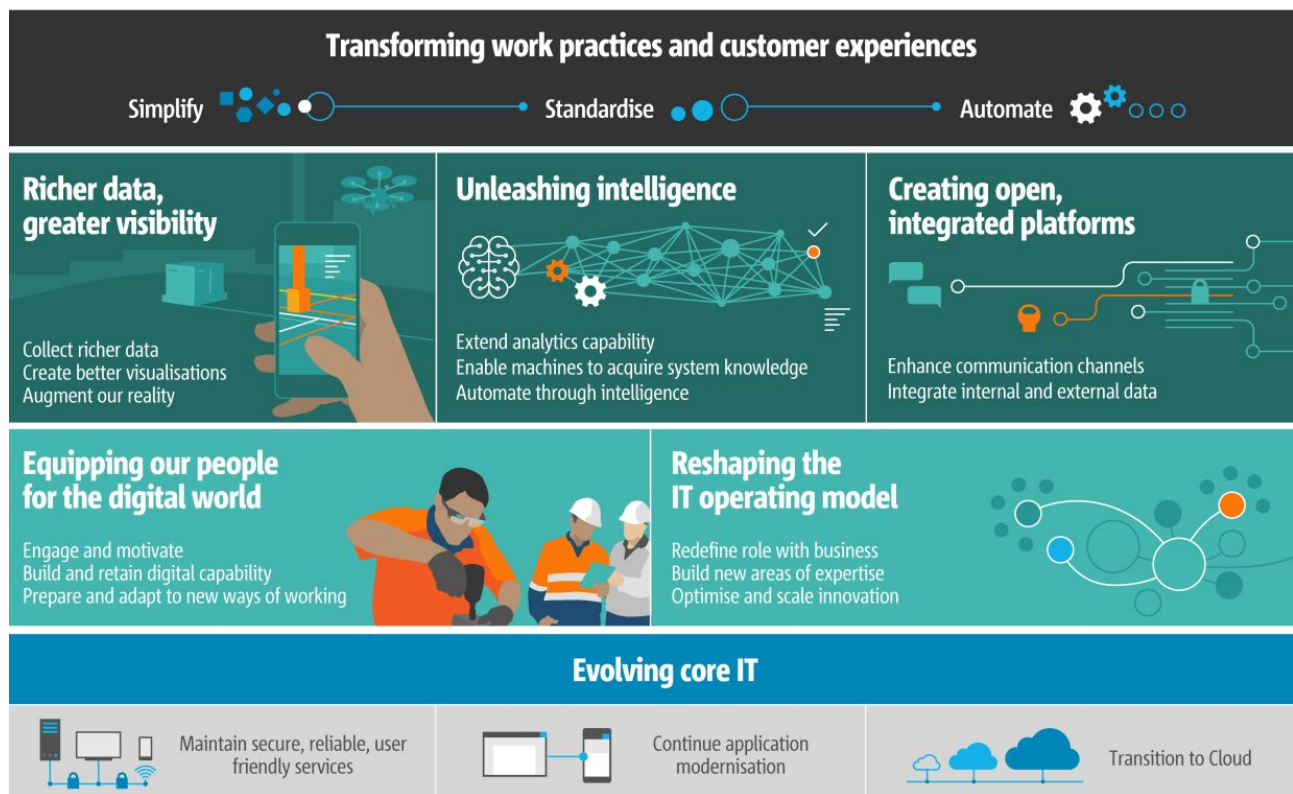 Transforming work practices and customer experiences
Simplify
Standardise
Automate
Richer data,
greater visibility
Collect richer data
Create better visualisations
Augment our reality
Unleashing intelligence
Extend analytics capability
Enable machines to acquire system knowledge
Automate through intelligence
Creating open,
integrated platforms
Enhance communication channels
Integrate internal and external data
Equipping our people
for the digital world
Engage and motivate
Build and retain digital capability
Prepare and adapt to new ways of working
Reshaping the
IT operating model
Redefine role with business
Build new areas of expertise
Optimise and scale innovation
Evolving core IT
Maintain secure, reliable, user
friendly services
Continue application
modernisation
Transition to Cloud